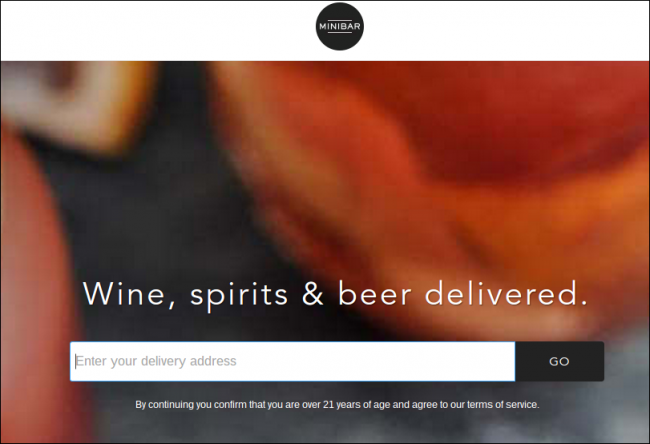 MINIBAR
Wine, spirits & beer delivered.
Enter your delivery address
GO
By continuing you confirm that you are over 21 years of age and agree to our terms of service.